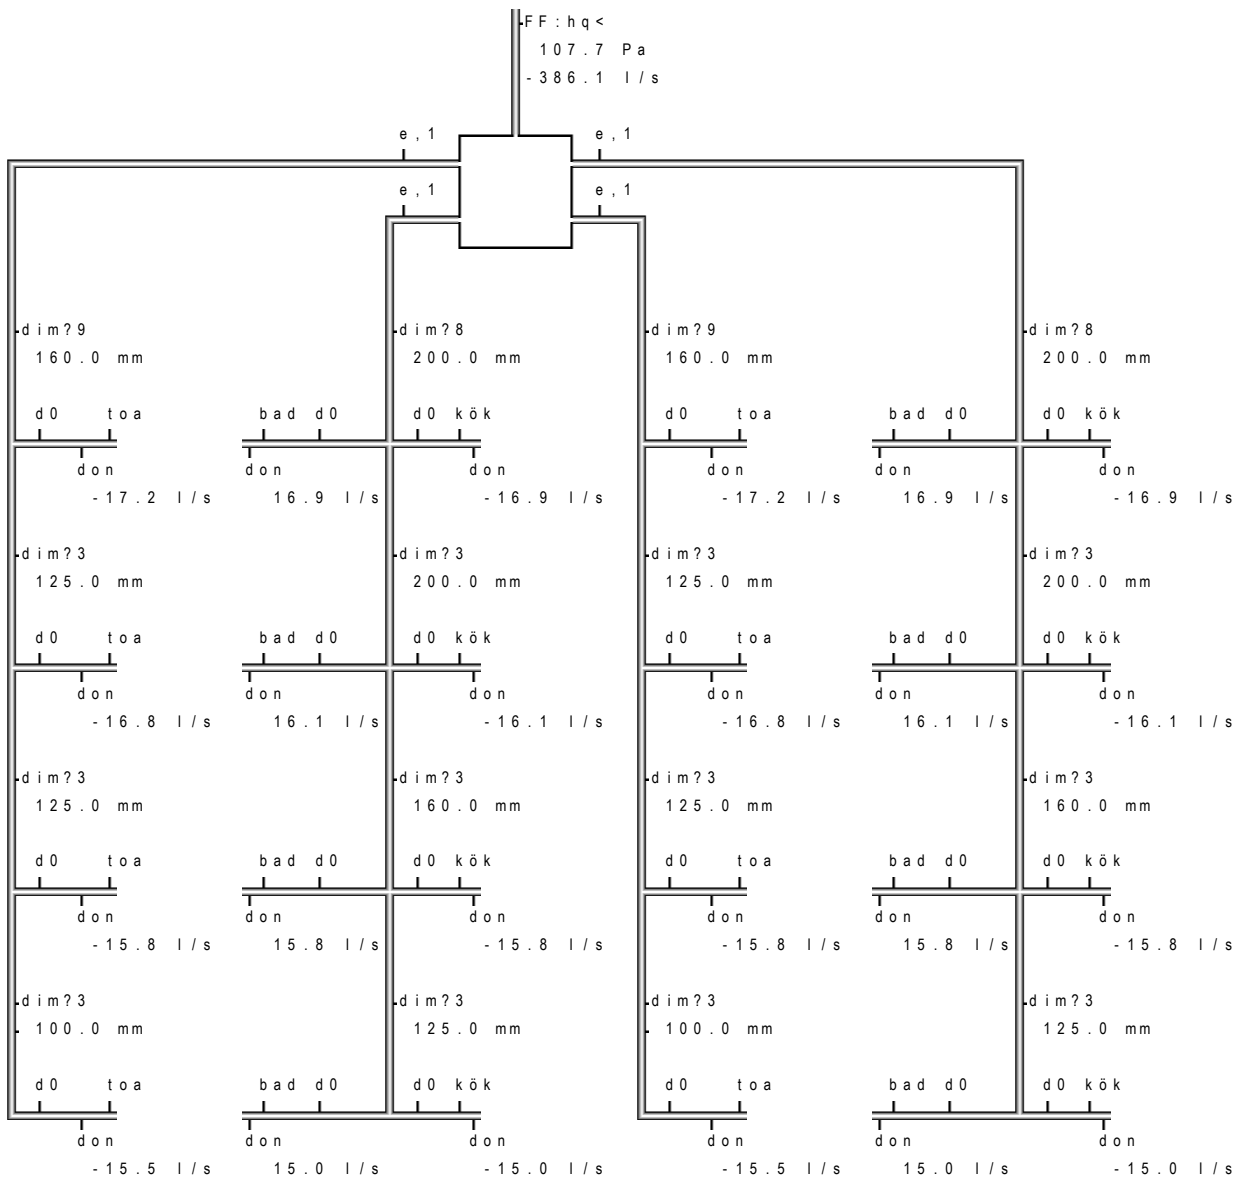 FF:hq<
107.7 Pa
-386.1 l/s
e,1 e,1
e,1 e,1
dim?9 dim?8 dim?9 dim?8
160.0 mm 200.0 mm 160.0 mm 200.0 mm
d0 toa bad d0 d0 kök d0 toa bad d0 d0 kök
don don don don don don
-17.2 l/s 16.9 l/s -16.9 l/s -17.2 l/s 16.9 l/s -16.9 l/s
dim?3 dim?3 dim?3 dim?3
125.0 mm 200.0 mm 125.0 mm 200.0 mm
d0 toa bad d0 d0 kök d0 toa bad d0 d0 kök
don don don don don don
-16.8 l/s 16.1 l/s -16.1 l/s -16.8 l/s 16.1 l/s -16.1 l/s
dim?3 dim?3 dim?3 dim?3
125.0 mm 160.0 mm 125.0 mm 160.0 mm
d0 toa bad d0 d0 kök d0 toa bad d0 d0 kök
don don don don don don
-15.8 l/s 15.8 l/s -15.8 l/s -15.8 l/s 15.8 l/s -15.8 l/s
dim?3 dim?3 dim?3 dim?3
100.0 mm 125.0 mm 100.0 mm 125.0 mm
d0 toa bad d0 d0 kök d0 toa bad d0 d0 kök
don don don don don don
-15.5 l/s 15.0 l/s -15.0 l/s -15.5 l/s 15.0 l/s -15.0 l/s